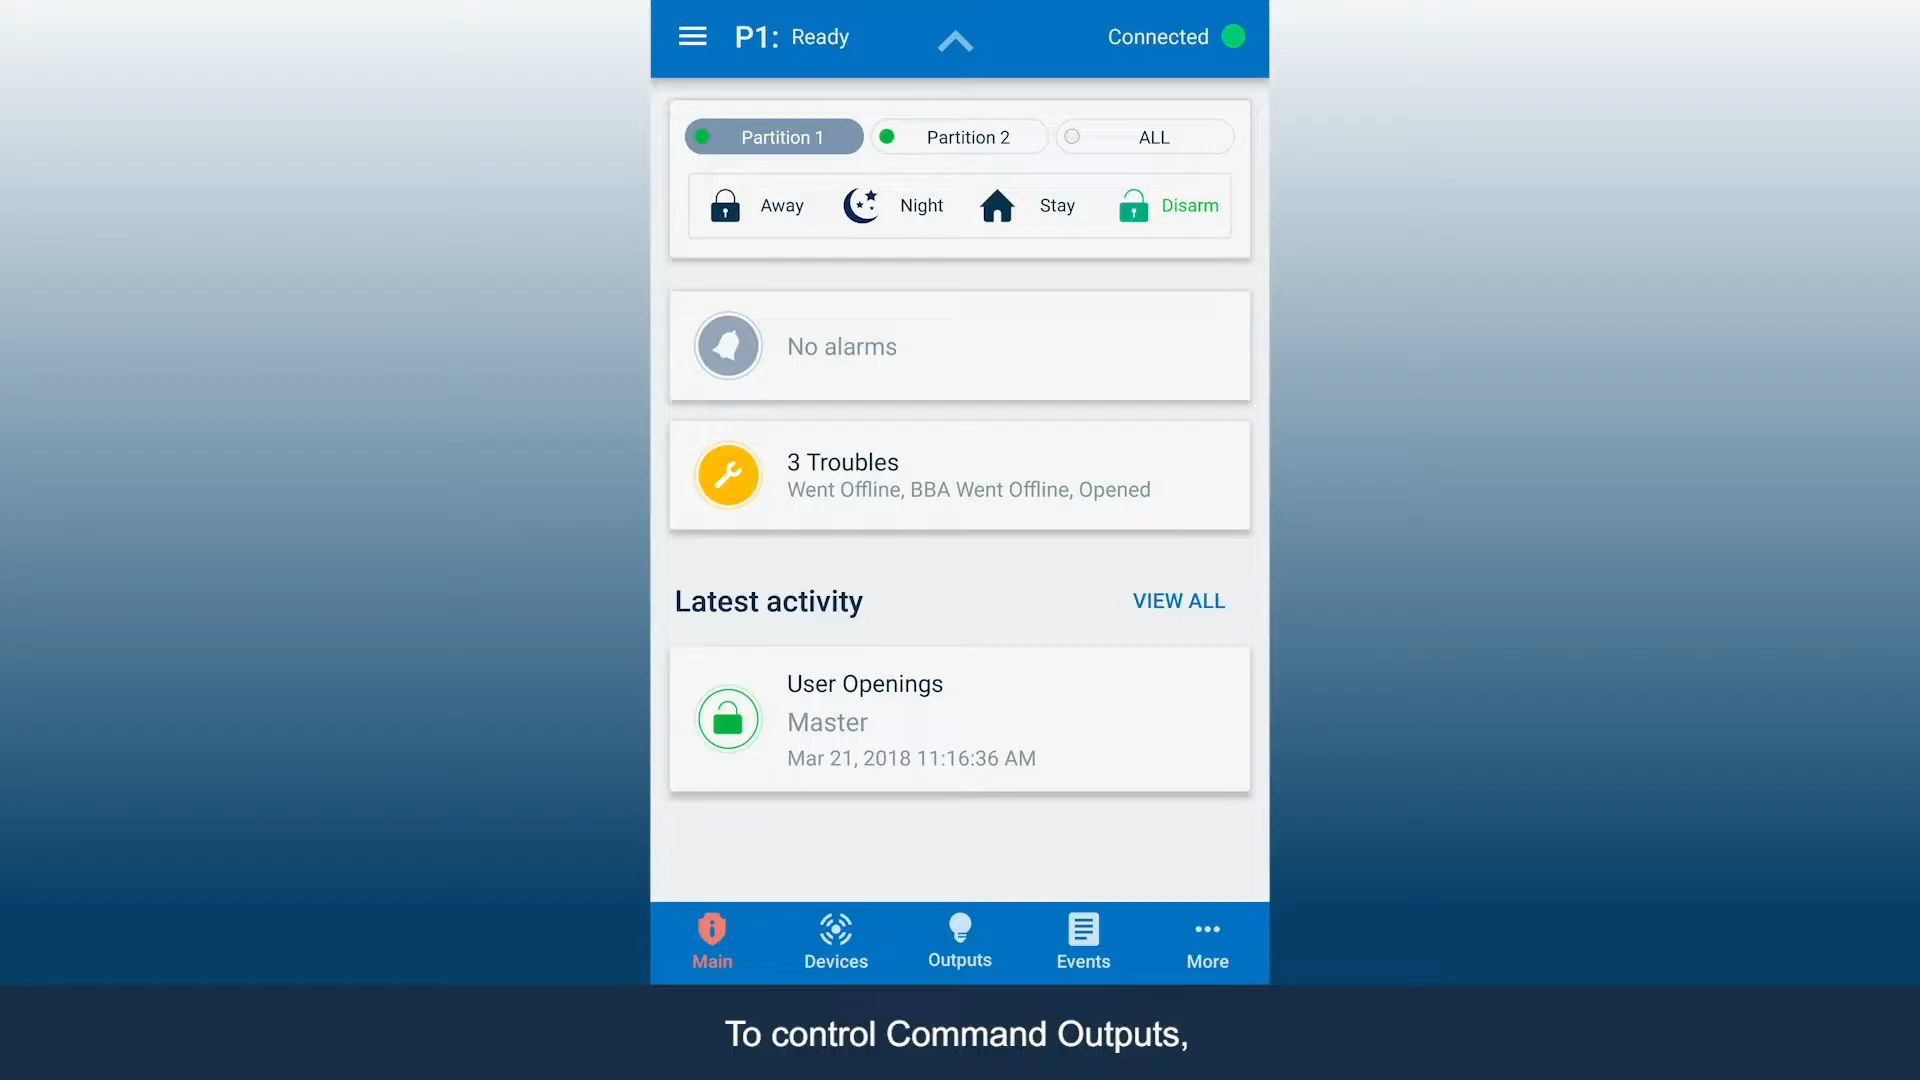 P1: Ready Connected
Partition 1 Partition 2 ALL
Away Night Stay Disarm
No alarms
3 Troubles
Went Offline, BBA Went Offline, Opened
Latest activity VIEW ALL
User Openings
Master
Mar 21, 2018 11:16:36 AM
Main Devices Outputs Events More
To control Command Outputs,